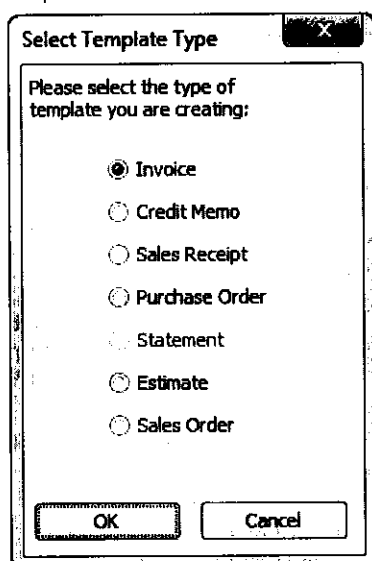 Select Template Type
X
Please select the type of
template you are creating:
Invoice
Credit Memo
Sales Receipt
Purchase Order
Statement
Estimate
Sales Order
OK
Cancel